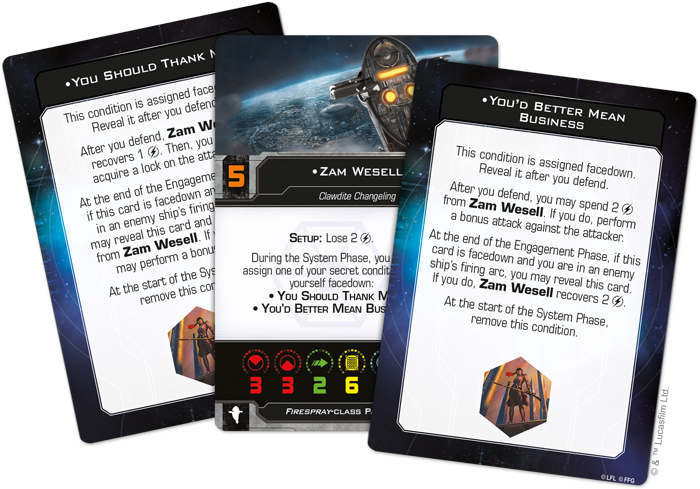 •YOU SHOULD THANK M
This condition is assigned faced
Reveal it after you defend
After you defend, Zam Wes
recovers 1. Then, you
acquire a lock on the atta
At the end of the Engagement
if this card is facedown an
in an enemy ship's firing
may reveal this card and
from Zam Wesell. If y
may perform a bonu
At the start of the System
remove this con
5
•ZAM WESELL
Clawdite Changeling
SETUP: Lose 2.
During the System Phase, you
assign one of your secret condit
yourself facedown:
• YOU SHOULD THANK M
• YOU'D BETTER MEAN BUS
3 3 2 6
FIRESPRAY-CLASS PA
•YOU'D BETTER MEAN
BUSINESS
This condition is assigned facedown.
Reveal it after you defend.
After you defend, you may spend 2
from Zam Wesell. If you do, perform
a bonus attack against the attacker.
At the end of the Engagement Phase, if this
card is facedown and you are in an enemy
ship's firing arc, you may reveal this card.
If you do, Zam Wesell recovers 2.
At the start of the System Phase,
remove this condition.
©LFL ©FFG
© & ™ Lucasfilm Ltd.